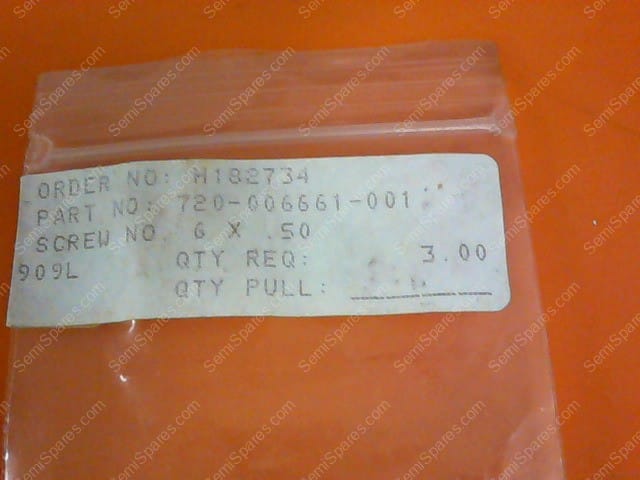 ORDER NO: M182734
PART NO: 720-006661-001
SCREW NO 6 X .50
909L QTY REQ: 3.00
QTY PULL:
SemiSpares.com